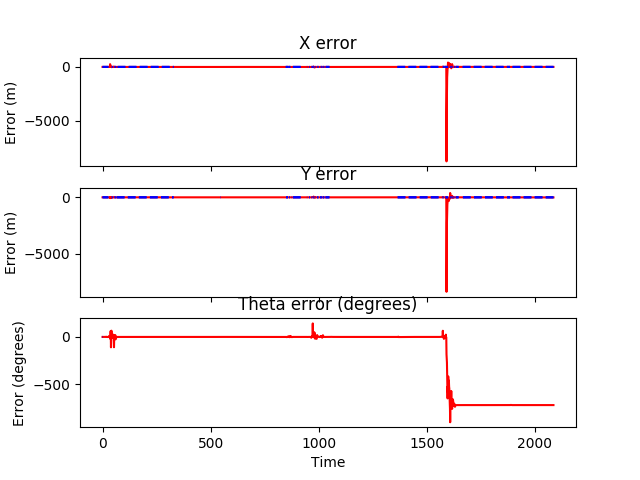 X error
0
−5000
Error (m)
Y error
0
−5000
Error (m)
Theta error (degrees)
0
−500
Error (degrees)
0 500 1000 1500 2000
Time